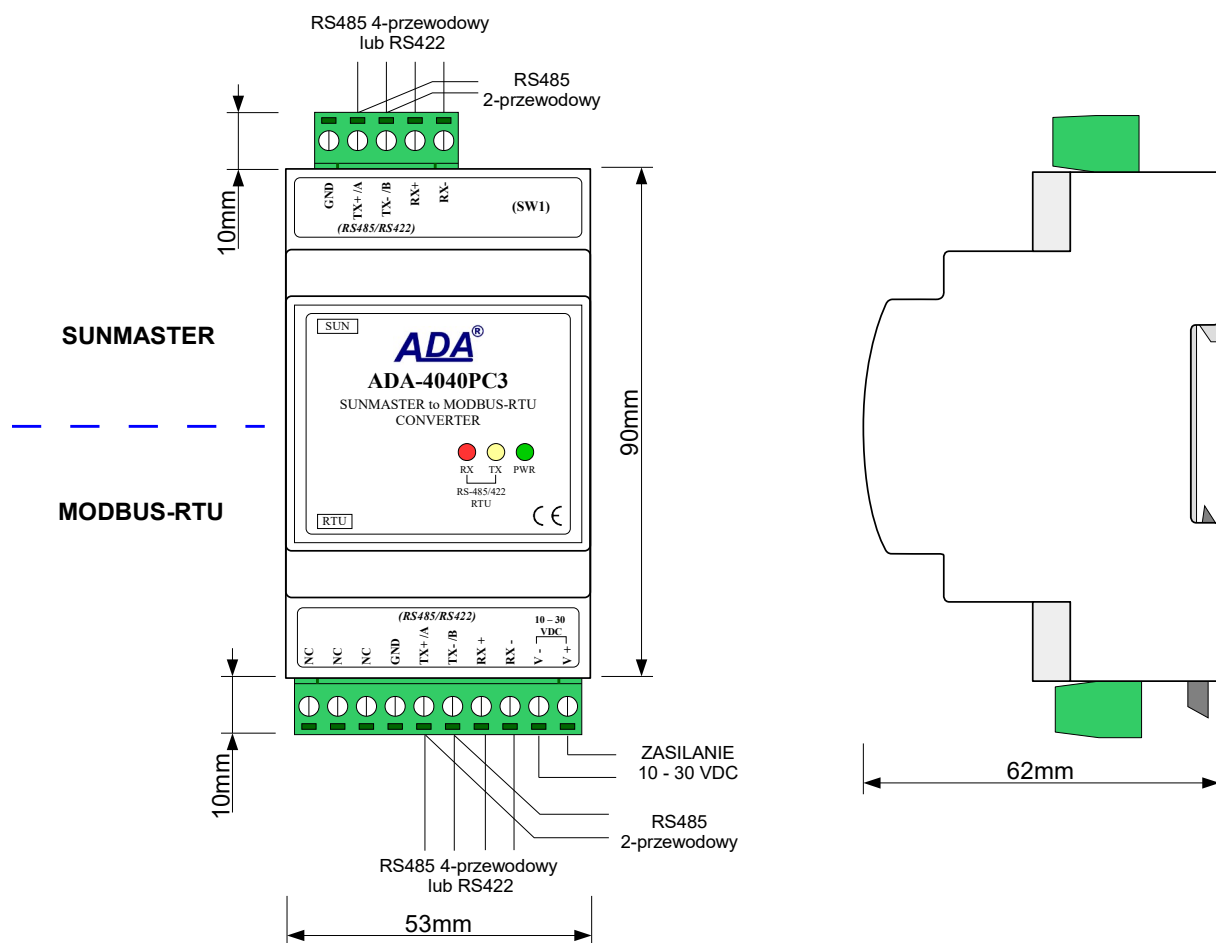 RS485 4-przewodowy
lub RS422
RS485
2-przewodowy
10mm
GND
TX+ /A
TX- /B
RX+
RX-
(SW1)
(RS485/RS422)
SUNMASTER
SUN
ADA®
ADA-4040PC3
SUNMASTER to MODBUS-RTU
CONVERTER
90mm
RX TX PWR
RS-485/422
RTU
MODBUS-RTU
RTU
CE
(RS485/RS422)
10 – 30
VDC
NC
NC
NC
GND
TX+ /A
TX- /B
RX +
RX -
V -
V +
10mm
ZASILANIE
10 - 30 VDC
62mm
RS485
2-przewodowy
RS485 4-przewodowy
lub RS422
53mm